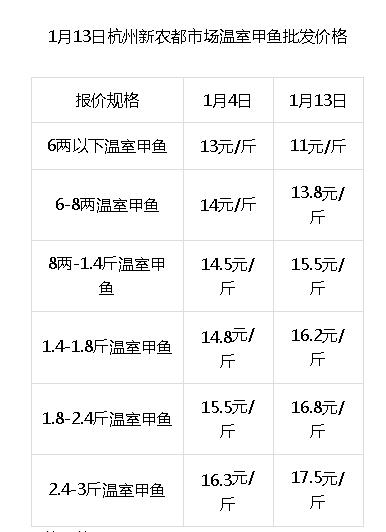 1月13日杭州新农都市场温室甲鱼批发价格
报价规格 1月4日 1月13日
6两以下温室甲鱼 13元/斤 11元/斤
6-8两温室甲鱼 14元/斤 13.8元/
斤
8两-1.4斤温室甲 14.5元/ 15.5元/
鱼 斤 斤
1.4-1.8斤温室甲鱼 14.8元/ 16.2元/
斤 斤
1.8-2.4斤温室甲鱼 15.5元/ 16.8元/
斤 斤
2.4-3斤温室甲鱼 16.3元/ 17.5元/
斤 斤